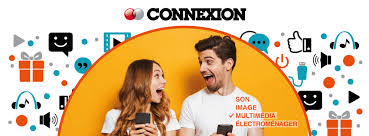 CONNEXION
SON
IMAGE
MULTIMÉDIA
ÉLECTROMÉNAGER